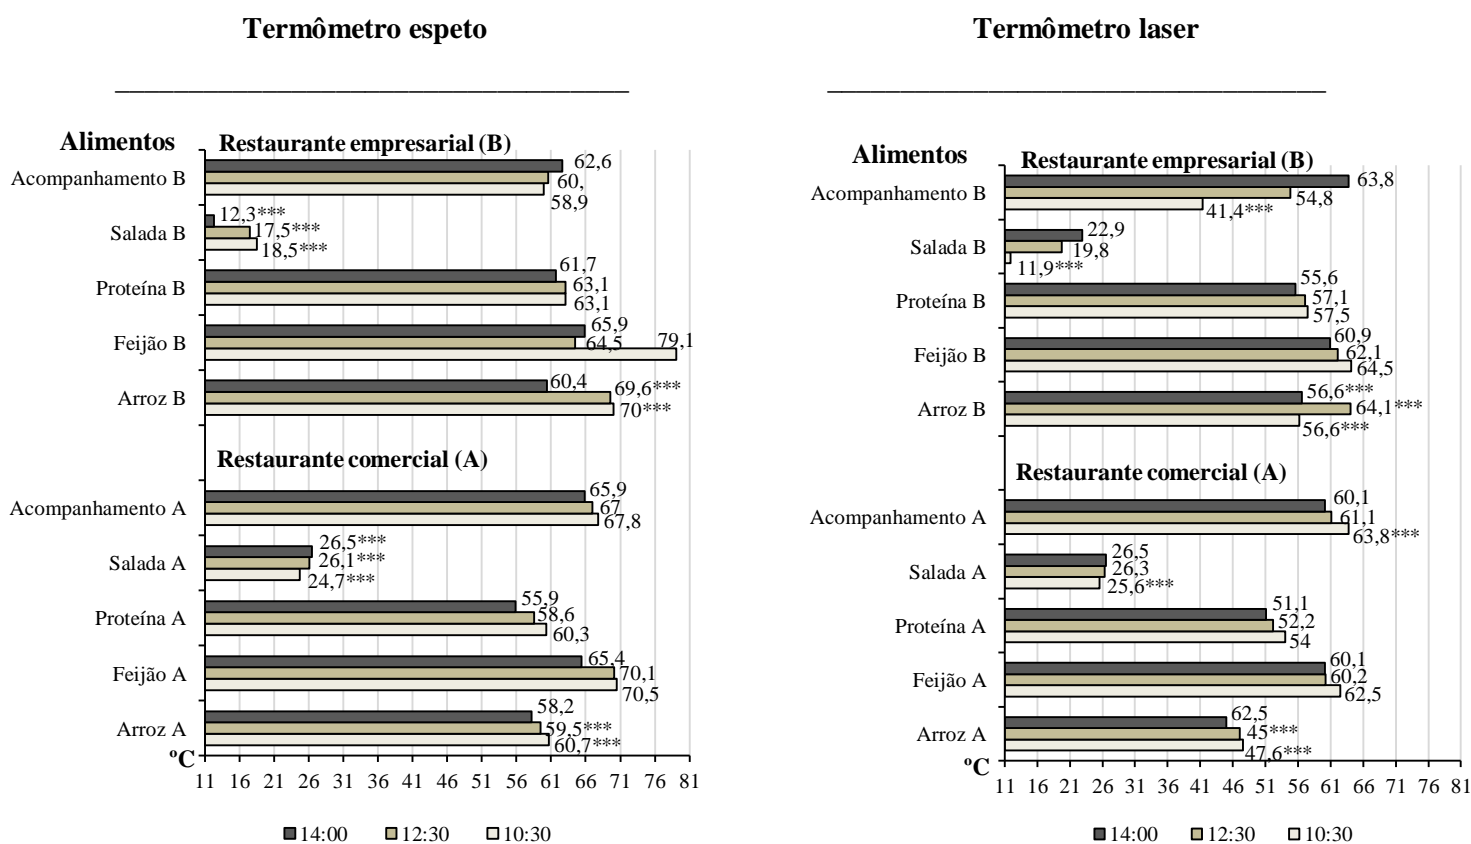 Termômetro espeto
Alimentos
Restaurante empresarial (B)
Acompanhamento B
62,6
60,
58,9
Salada B
12,3***
17,5***
18,5***
Proteína B
61,7
63,1
63,1
Feijão B
65,9
64,5
79,1
Arroz B
60,4
69,6***
70***
Restaurante comercial (A)
Acompanhamento A
65,9
67
67,8
Salada A
26,5***
26,1***
24,7***
Proteína A
55,9
58,6
60,3
Feijão A
65,4
70,1
70,5
Arroz A
58,2
59,5***
60,7***
ºC
11 16 21 26 31 36 41 46 51 56 61 66 71 76 81
14:00 12:30 10:30
Termômetro laser
Alimentos
Restaurante empresarial (B)
Acompanhamento B
63,8
54,8
41,4***
Salada B
22,9
19,8
11,9***
Proteína B
55,6
57,1
57,5
Feijão B
60,9
62,1
64,5
Arroz B
56,6***
64,1***
56,6***
Restaurante comercial (A)
Acompanhamento A
60,1
61,1
63,8***
Salada A
26,5
26,3
25,6***
Proteína A
51,1
52,2
54
Feijão A
60,1
60,2
62,5
Arroz A
62,5
45***
47,6***
ºC
11 16 21 26 31 36 41 46 51 56 61 66 71 76 81
14:00 12:30 10:30